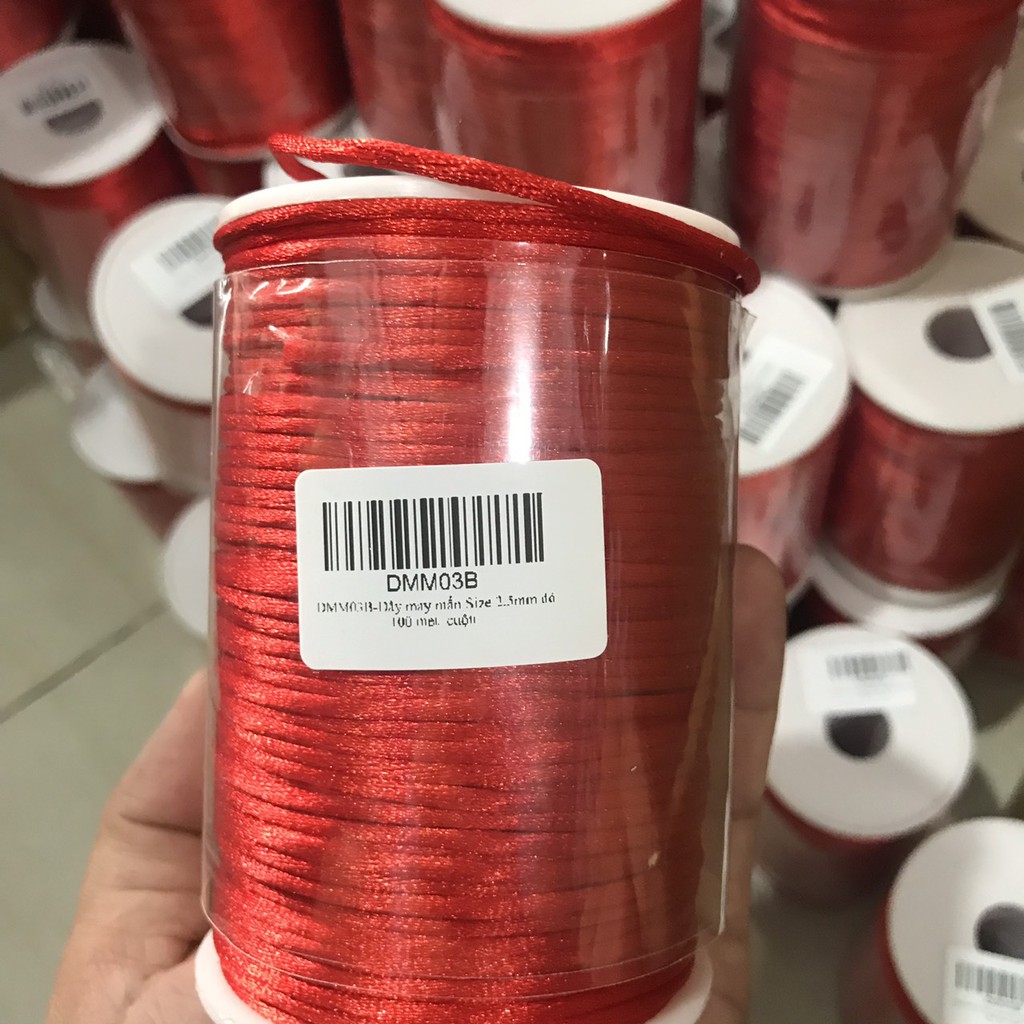 DMM03B
DMM03B-Dây may mắn Size 2.5mm đỏ
100 mét cuộn